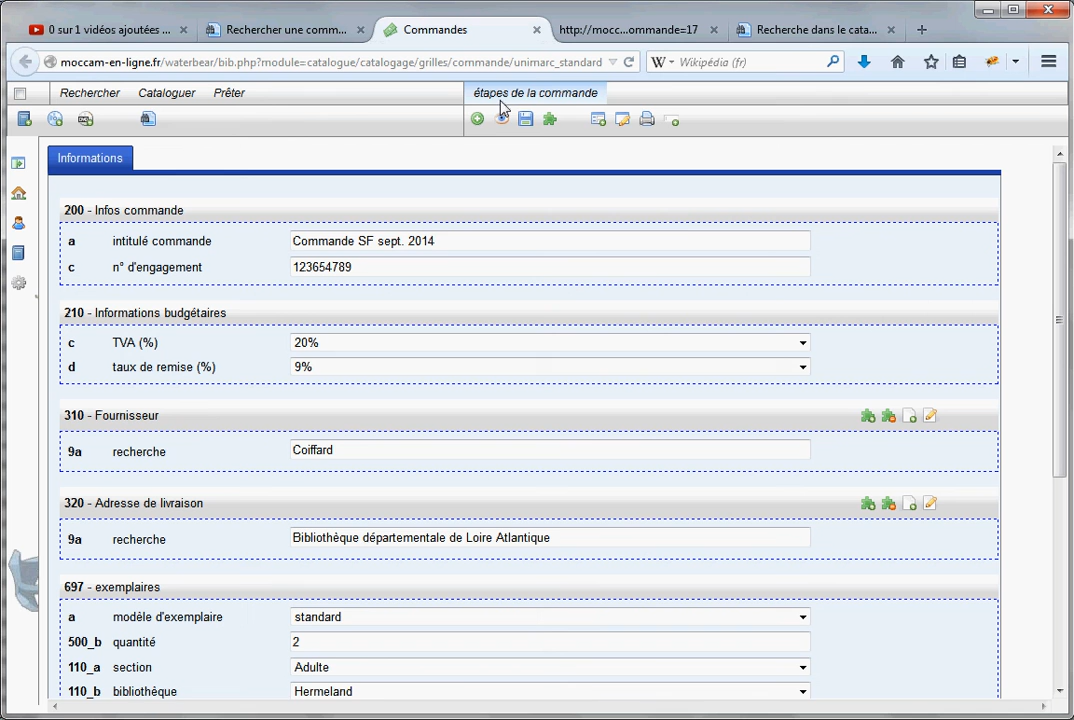 0 sur 1 vidéos ajoutées ... × Rechercher une comm... × Commandes × http://mocc...ommande=17 × Recherche dans le cata... ×
moccam-en-ligne.fr/waterbear/bib.php?module=catalogue/catalogage/grilles/commande/unimarc_standard W Wikipédia (fr)
Rechercher Cataloguer Prêter étapes de la commande
Informations
200 - Infos commande
a intitulé commande Commande SF sept. 2014
c n° d'engagement 123654789
210 - Informations budgétaires
c TVA (%) 20%
d taux de remise (%) 9%
310 - Fournisseur
9a recherche Coiffard
320 - Adresse de livraison
9a recherche Bibliothèque départementale de Loire Atlantique
697 - exemplaires
a modèle d'exemplaire standard
500_b quantité 2
110_a section Adulte
110_b bibliothèque Hermeland